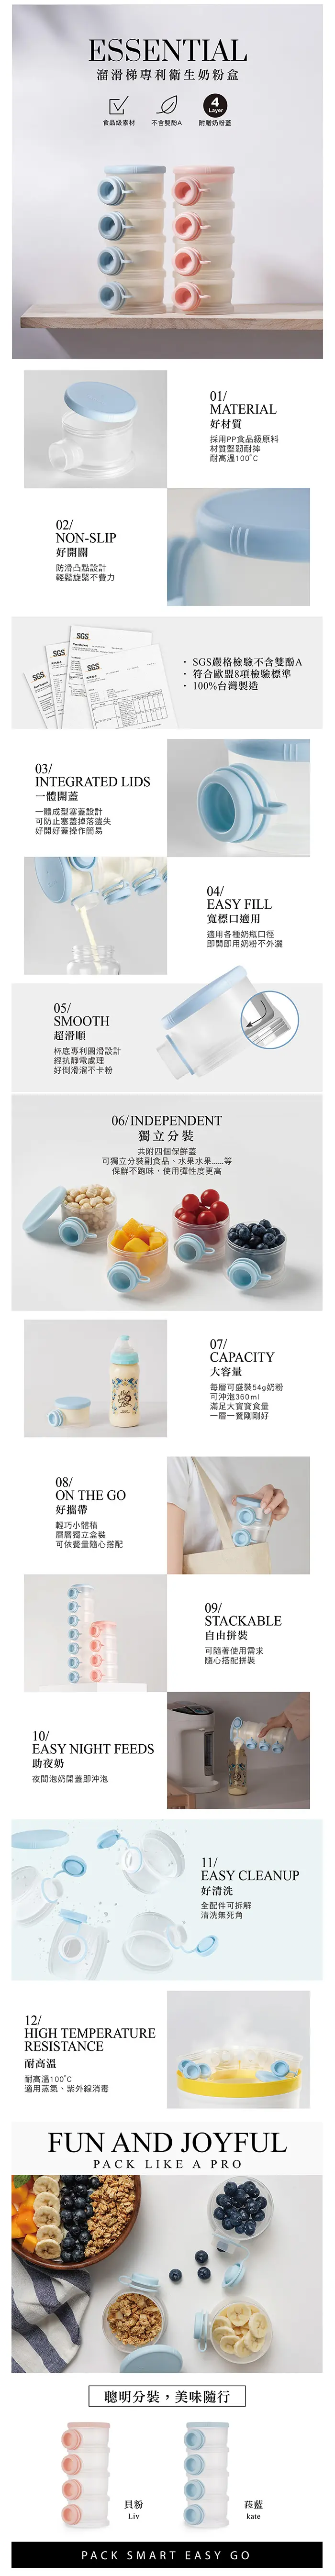 ESSENTIAL
溜滑梯專利衛生奶粉盒
4
Layer
食品級素材
不含雙酚A
附贈奶粉蓋
01/
MATERIAL
好材質
採用PP食品級原料
材質堅韌耐摔
耐高溫100˚C
02/
NON-SLIP
好開關
防滑凸點設計
輕鬆旋緊不費力
SGS
SGS
SGS
· SGS嚴格檢驗不含雙酚A
· 符合歐盟8項檢驗標準
· 100%台灣製造
03/
INTEGRATED LIDS
一體開蓋
一體成型塞蓋設計
可防止塞蓋掉落遺失
好開好蓋操作簡易
04/
EASY FILL
寬標口適用
適用各種奶瓶口徑
即開即用奶粉不外灑
05/
SMOOTH
超滑順
杯底專利圓滑設計
經抗靜電處理
好倒滑溜不卡粉
06/INDEPENDENT
獨立分裝
共附四個保鮮蓋
可獨立分裝副食品、水果水果......等
保鮮不跑味，使用彈性度更高
07/
CAPACITY
大容量
每層可盛裝54g奶粉
可沖泡360ml
滿足大寶寶食量
一層一餐剛剛好
08/
ON THE GO
好攜帶
輕巧小體積
層層獨立盒裝
可依餐量隨心搭配
09/
STACKABLE
自由拼裝
可隨著使用需求
隨心搭配拼裝
10/
EASY NIGHT FEEDS
助夜奶
夜間泡奶開蓋即沖泡
11/
EASY CLEANUP
好清洗
全配件可拆解
清洗無死角
12/
HIGH TEMPERATURE
RESISTANCE
耐高溫
耐高溫100˚C
適用蒸氣、紫外線消毒
FUN AND JOYFUL
PACK LIKE A PRO
聰明分裝，美味隨行
貝粉
Liv
莜藍
kate
PACK SMART EASY GO